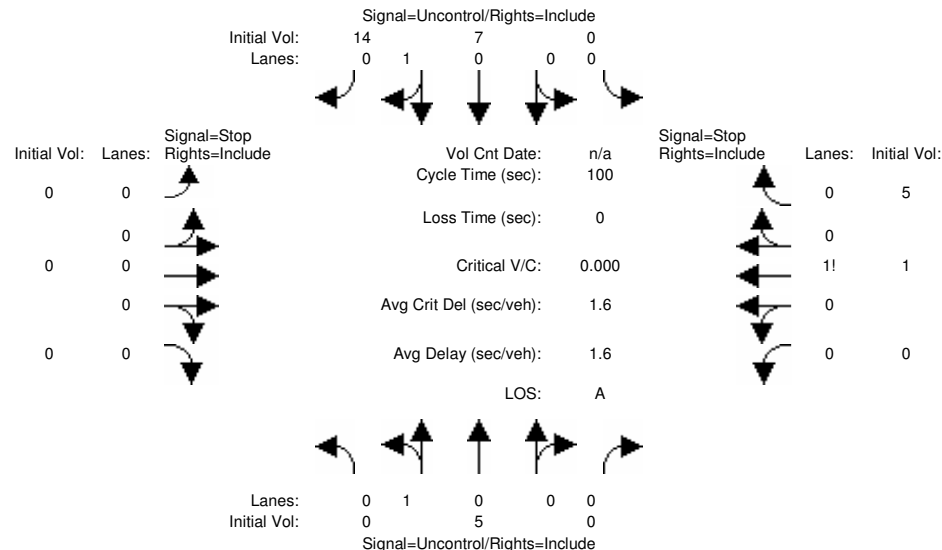 Signal=Uncontrol/Rights=Include
Initial Vol: 14 7 0
Lanes: 0 1 0 0 0
Signal=Stop Signal=Stop
Initial Vol: Lanes: Rights=Include Vol Cnt Date: n/a Rights=Include Lanes: Initial Vol:
Cycle Time (sec): 100
0 0 0 5
Loss Time (sec): 0
0 0
0 0 Critical V/C: 0.000 1! 1
0 Avg Crit Del (sec/veh): 1.6 0
0 0 Avg Delay (sec/veh): 1.6 0 0
LOS: A
Lanes: 0 1 0 0 0
Initial Vol: 0 5 0
Signal=Uncontrol/Rights=Include